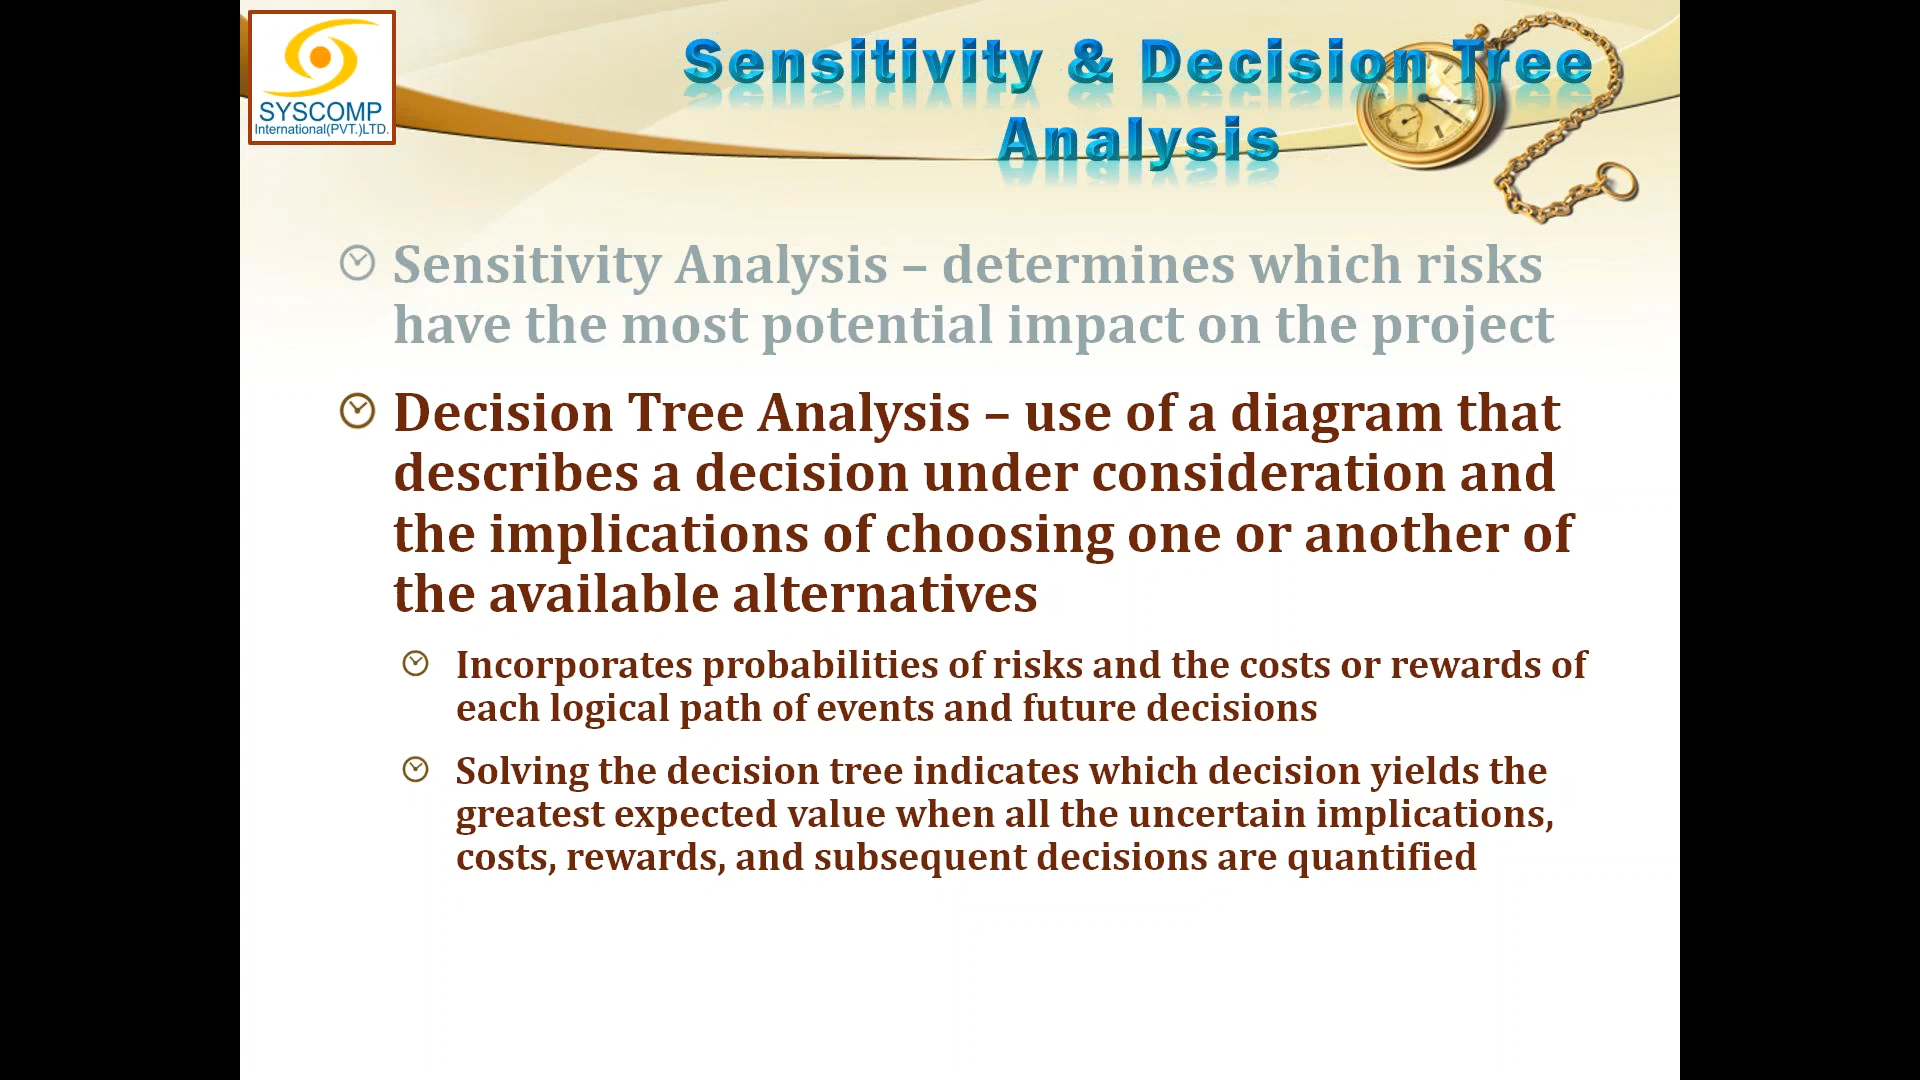 SYSCOMP
International(PVT.)LTD.
Sensitivity & Decision Tree
Analysis
Sensitivity Analysis – determines which risks
have the most potential impact on the project
Decision Tree Analysis – use of a diagram that
describes a decision under consideration and
the implications of choosing one or another of
the available alternatives
Incorporates probabilities of risks and the costs or rewards of
each logical path of events and future decisions
Solving the decision tree indicates which decision yields the
greatest expected value when all the uncertain implications,
costs, rewards, and subsequent decisions are quantified